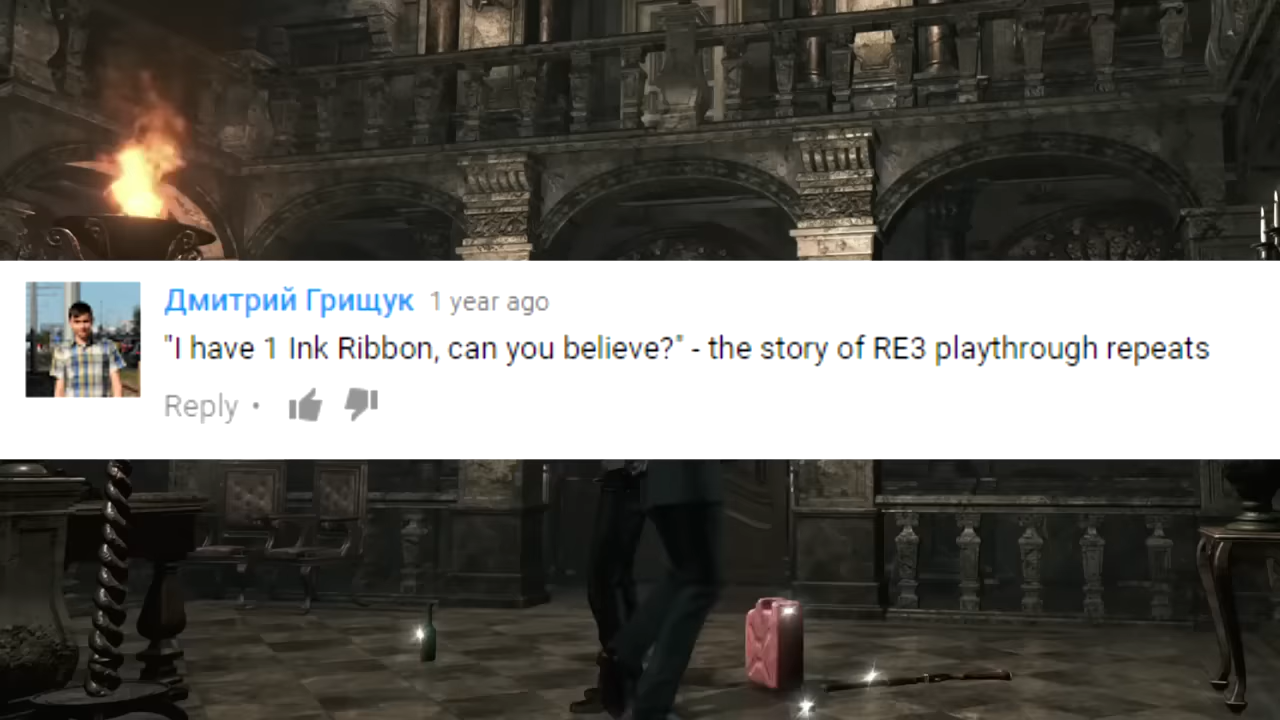 Дмитрий Грищук 1 year ago
"I have 1 Ink Ribbon, can you believe?" - the story of RE3 playthrough repeats
Reply •